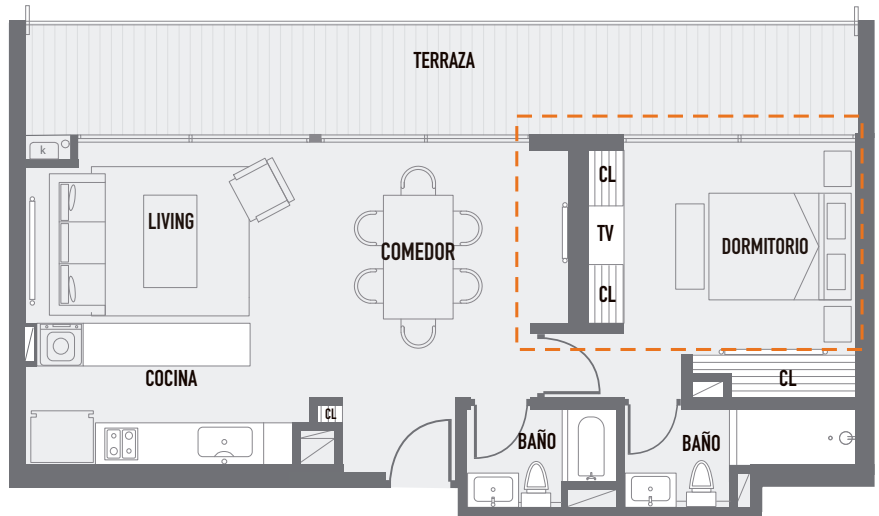 TERRAZA
k
CL
LIVING
TV
COMEDOR
DORMITORIO
CL
COCINA
CL
CL
BAÑO
BAÑO